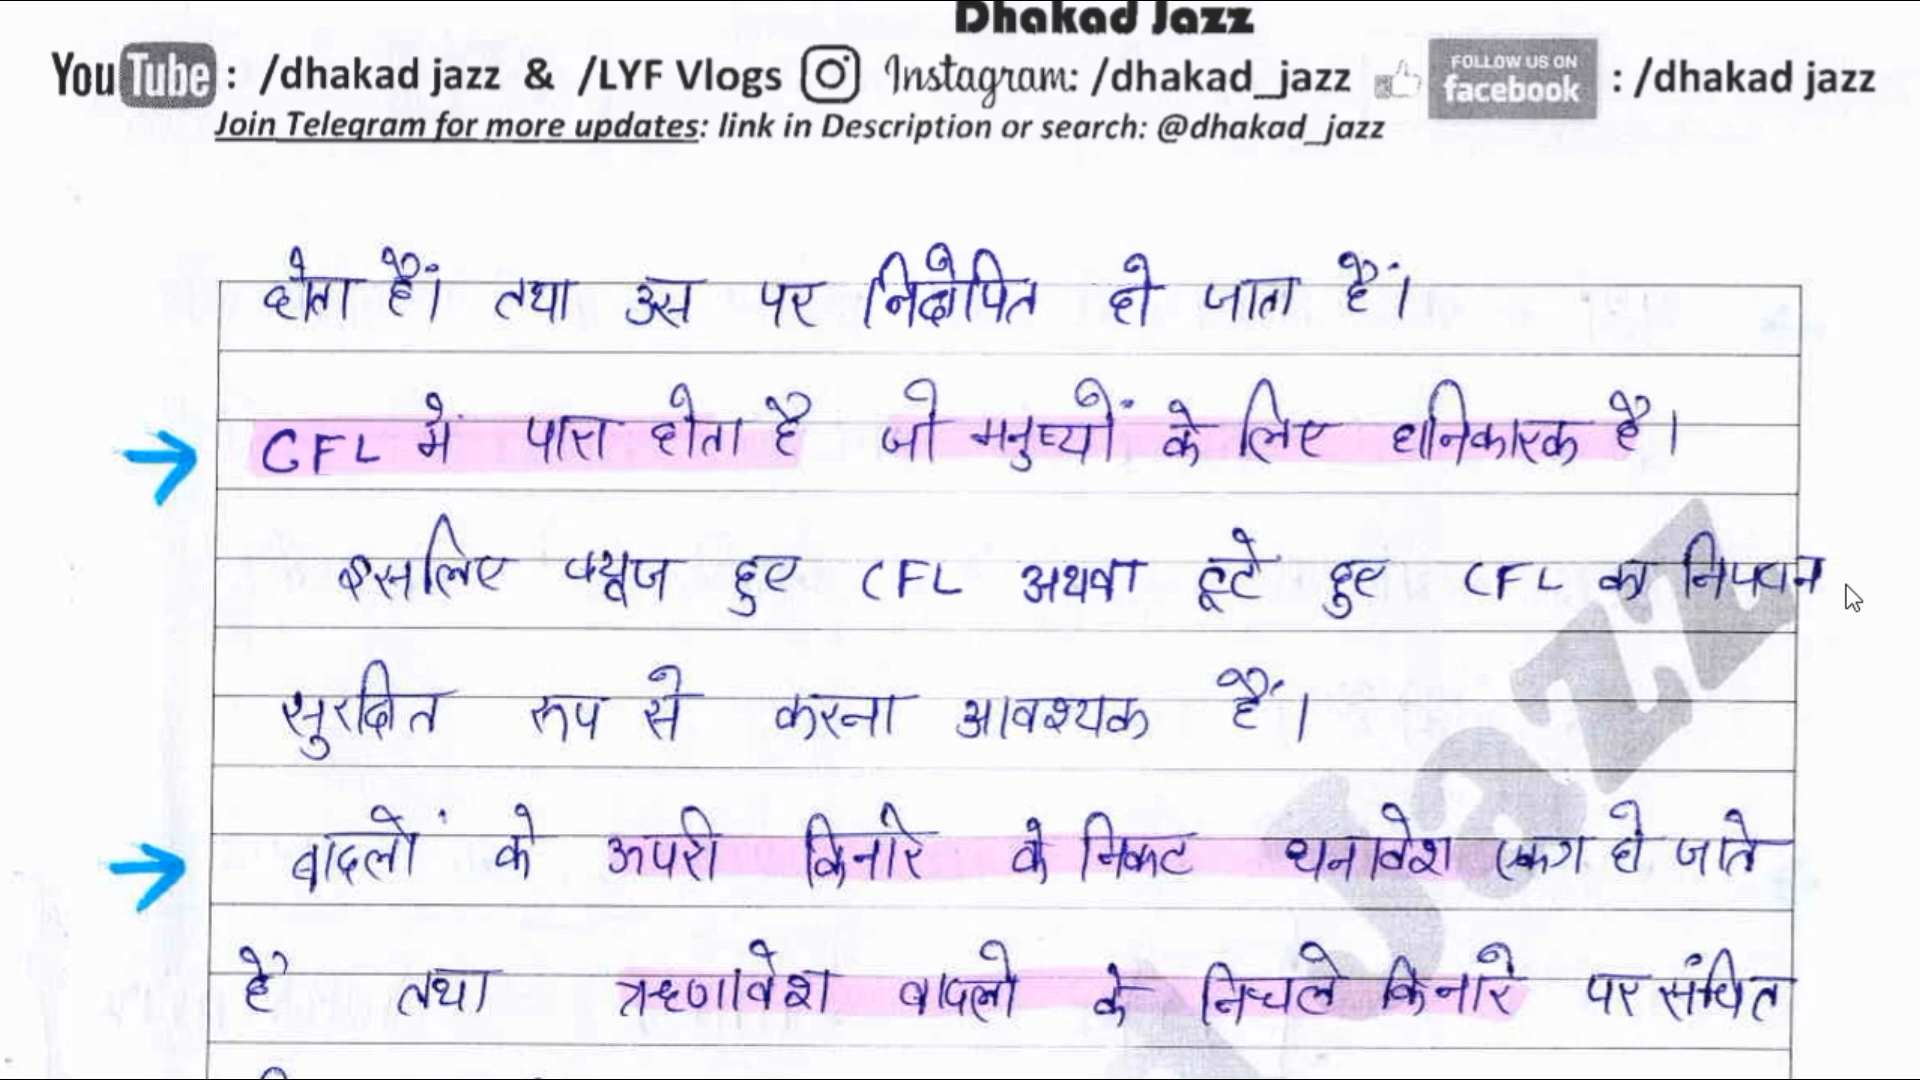 Dhakad Jazz
YouTube : /dhakad jazz & /LYF Vlogs Instagram: /dhakad_jazz FOLLOW US ON facebook : /dhakad jazz
Join Telegram for more updates: link in Description or search: @dhakad_jazz
होता हैं। तथा उस पर निक्षेपित हो जाता हैं।
→ CFL में पारा होता है जो मनुष्यों के लिए हानिकारक है।
इसलिए फ्यूज हुए CFL अथवा टूटे हुए CFL का निपटान
सुरक्षित रूप से करना आवश्यक हैं।
→ बादलों के ऊपरी किनारे के निकट धनावेश एकत्र हो जाते
है तथा ऋणावेश बादलो के निचले किनारे पर संचित
Jazz